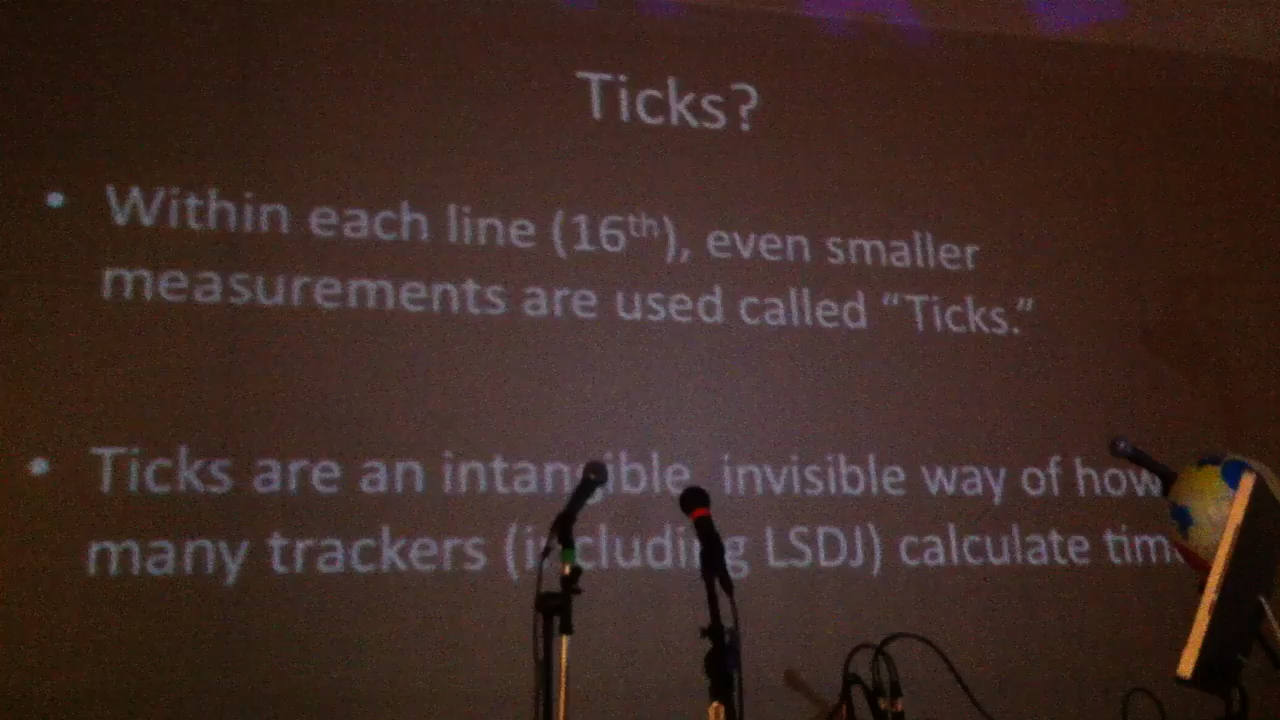 Ticks?
• Within each line (16th), even smaller
measurements are used called “Ticks.”
• Ticks are an intangible, invisible way of how
many trackers (including LSDJ) calculate tim